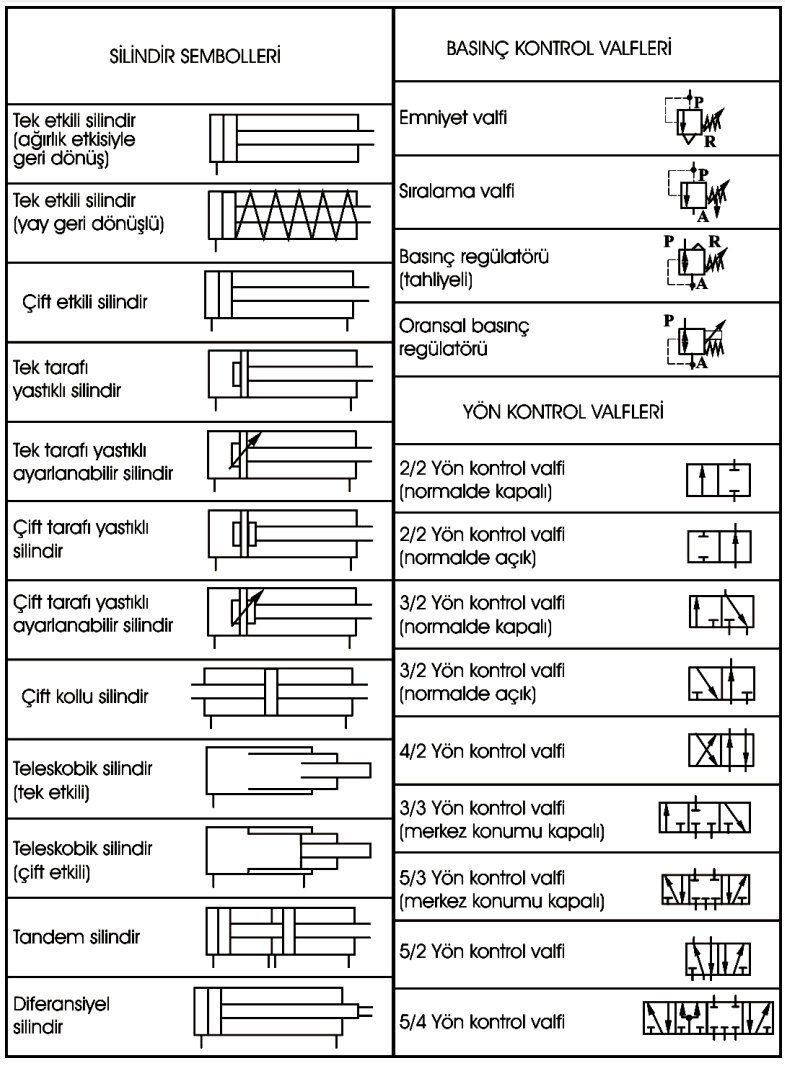 SİLİNDİR SEMBOLLERİ
Tek etkili silindir
(ağırlık etkisiyle
geri dönüş)
Tek etkili silindir
(yay geri dönüşlü)
Çift etkili silindir
Tek tarafı
yastıklı silindir
Tek tarafı yastıklı
ayarlanabilir silindir
Çift tarafı yastıklı
silindir
Çift tarafı yastıklı
ayarlanabilir silindir
Çift kollu silindir
Teleskobik silindir
(tek etkili)
Teleskobik silindir
(çift etkili)
Tandem silindir
Diferansiyel
silindir
BASINÇ KONTROL VALFLERİ
Emniyet valfi
P
R
Sıralama valfi
P
A
Basınç regülatörü
(tahliyeli)
P R
A
Oransal basınç
regülatörü
P
A
YÖN KONTROL VALFLERİ
2/2 Yön kontrol valfi
(normalde kapalı)
2/2 Yön kontrol valfi
(normalde açık)
3/2 Yön kontrol valfi
(normalde kapalı)
3/2 Yön kontrol valfi
(normalde açık)
4/2 Yön kontrol valfi
3/3 Yön kontrol valfi
(merkez konumu kapalı)
5/3 Yön kontrol valfi
(merkez konumu kapalı)
5/2 Yön kontrol valfi
5/4 Yön kontrol valfi